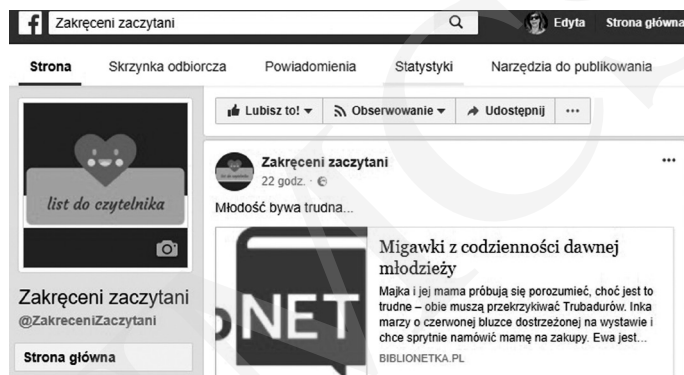 f Zakręceni zaczytani Edyta Strona główna
Strona Skrzynka odbiorcza Powiadomienia Statystyki Narzędzia do publikowania
Lubisz to! Obserwowanie Udostępnij ...
Zakręceni zaczytani ...
22 godz. ·
Młodość bywa trudna...
list do czytelnika
Zakręceni zaczytani
@ZakreceniZaczytani
Strona główna
NET
Migawki z codzienności dawnej
młodzieży
Majka i jej mama próbują się porozumieć, choć jest to
trudne – obie muszą przekrzykiwać Trubadurów. Inka
marzy o czerwonej bluzce dostrzeżonej na wystawie i
chce sprytnie namówić mamę na zakupy. Ewa jest...
BIBLIONETKA.PL